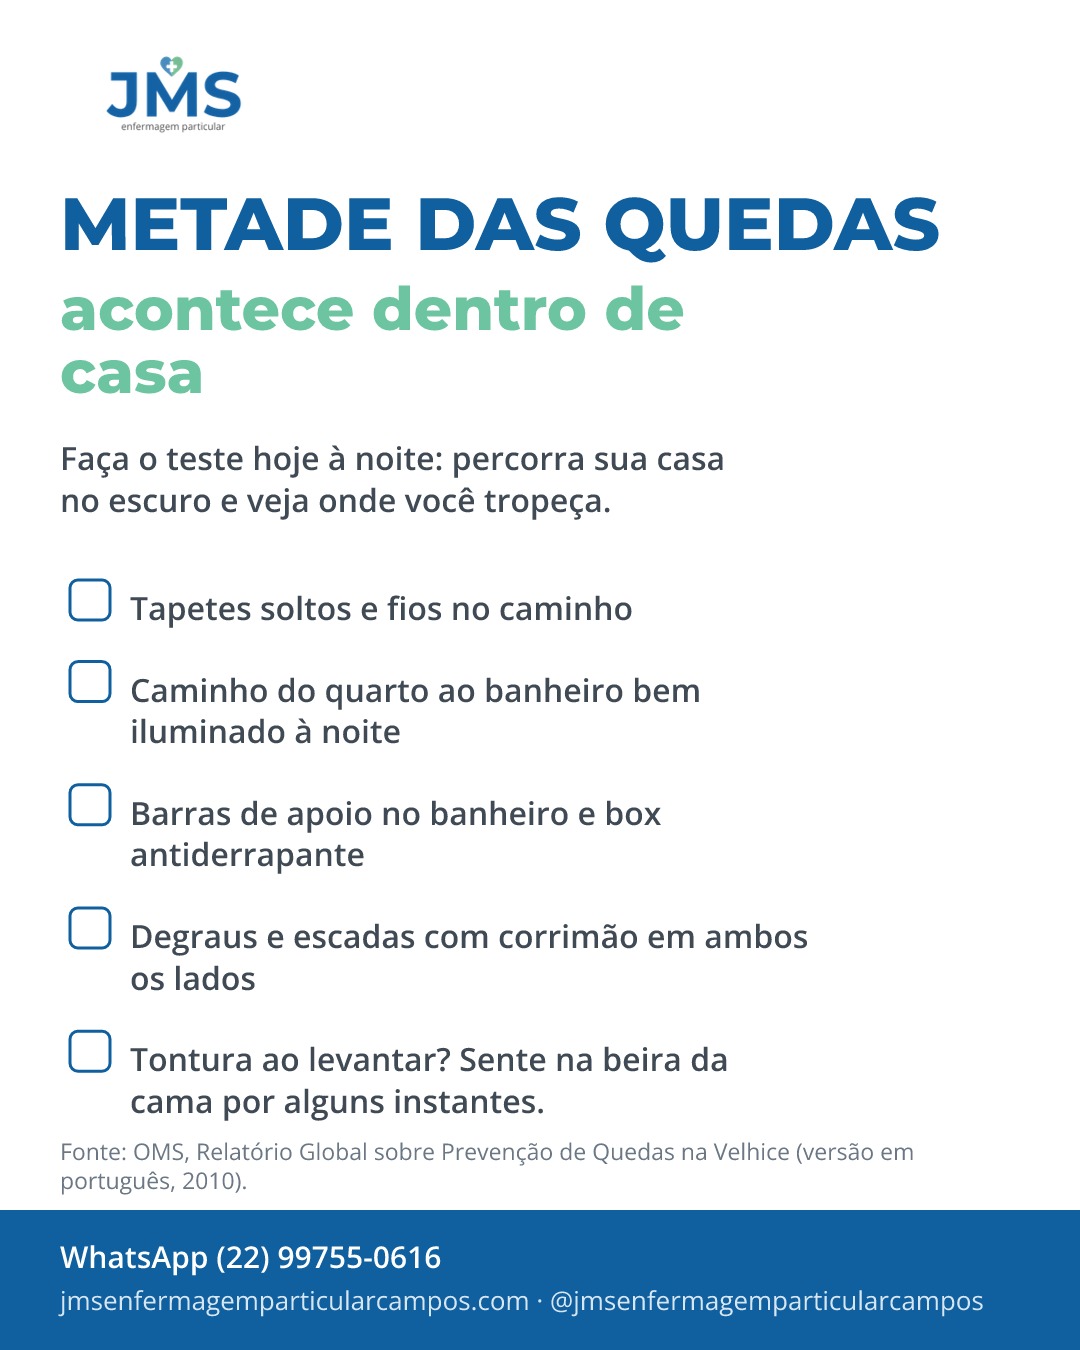 JMS
enfermagem particular
METADE DAS QUEDAS
acontece dentro de
casa
Faça o teste hoje à noite: percorra sua casa
no escuro e veja onde você tropeça.
Tapetes soltos e fios no caminho
Caminho do quarto ao banheiro bem
iluminado à noite
Barras de apoio no banheiro e box
antiderrapante
Degraus e escadas com corrimão em ambos
os lados
Tontura ao levantar? Sente na beira da
cama por alguns instantes.
Fonte: OMS, Relatório Global sobre Prevenção de Quedas na Velhice (versão em
português, 2010).
WhatsApp (22) 99755-0616
jmsenfermagemparticularcampos.com · @jmsenfermagemparticularcampos